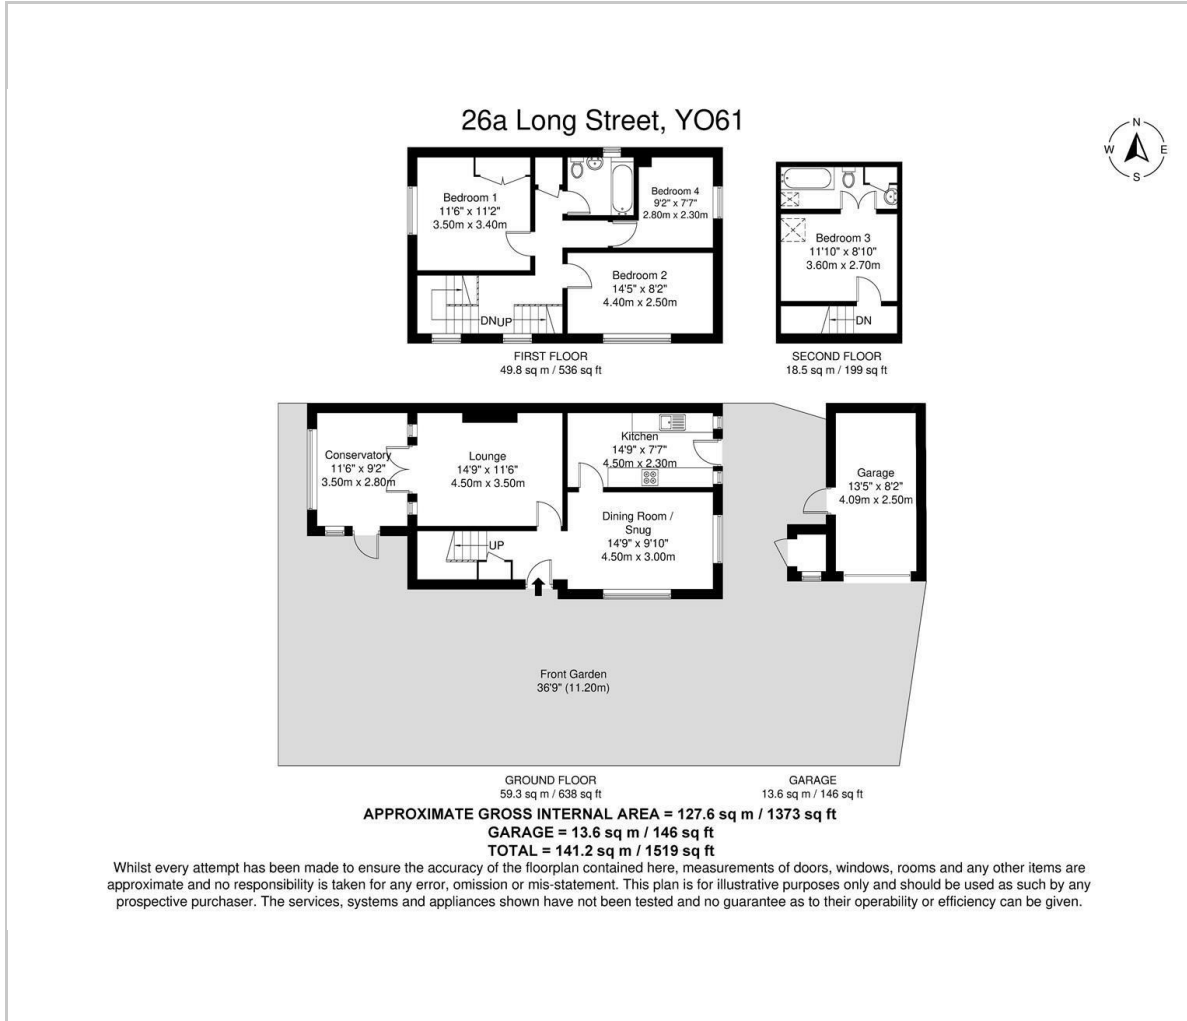 26a Long Street, YO61
N
W
E
S
Bedroom 1
11'6" x 11'2"
3.50m x 3.40m
Bedroom 4
9'2" x 7'7"
2.80m x 2.30m
Bedroom 2
14'5" x 8'2"
4.40m x 2.50m
DN
UP
FIRST FLOOR
49.8 sq m / 536 sq ft
Bedroom 3
11'10" x 8'10"
3.60m x 2.70m
DN
SECOND FLOOR
18.5 sq m / 199 sq ft
Conservatory
11'6" x 9'2"
3.50m x 2.80m
Lounge
14'9" x 11'6"
4.50m x 3.50m
Kitchen
14'9" x 7'7"
4.50m x 2.30m
Dining Room /
Snug
14'9" x 9'10"
4.50m x 3.00m
UP
Garage
13'5" x 8'2"
4.09m x 2.50m
Front Garden
36'9" (11.20m)
GROUND FLOOR
59.3 sq m / 638 sq ft
GARAGE
13.6 sq m / 146 sq ft
APPROXIMATE GROSS INTERNAL AREA = 127.6 sq m / 1373 sq ft
GARAGE = 13.6 sq m / 146 sq ft
TOTAL = 141.2 sq m / 1519 sq ft
Whilst every attempt has been made to ensure the accuracy of the floorplan contained here, measurements of doors, windows, rooms and any other items are
approximate and no responsibility is taken for any error, omission or mis-statement. This plan is for illustrative purposes only and should be used as such by any
prospective purchaser. The services, systems and appliances shown have not been tested and no guarantee as to their operability or efficiency can be given.